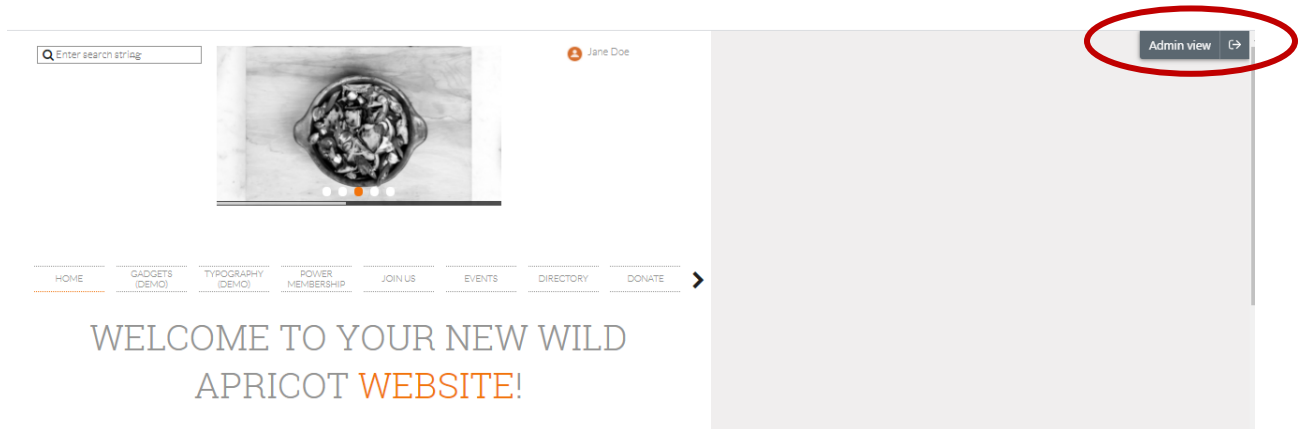 Admin view
Enter search string
Jane Doe
HOME
GADGETS
(DEMO)
TYPOGRAPHY
(DEMO)
POWER
MEMBERSHIP
JOIN US
EVENTS
DIRECTORY
DONATE
WELCOME TO YOUR NEW WILD
APRICOT WEBSITE!